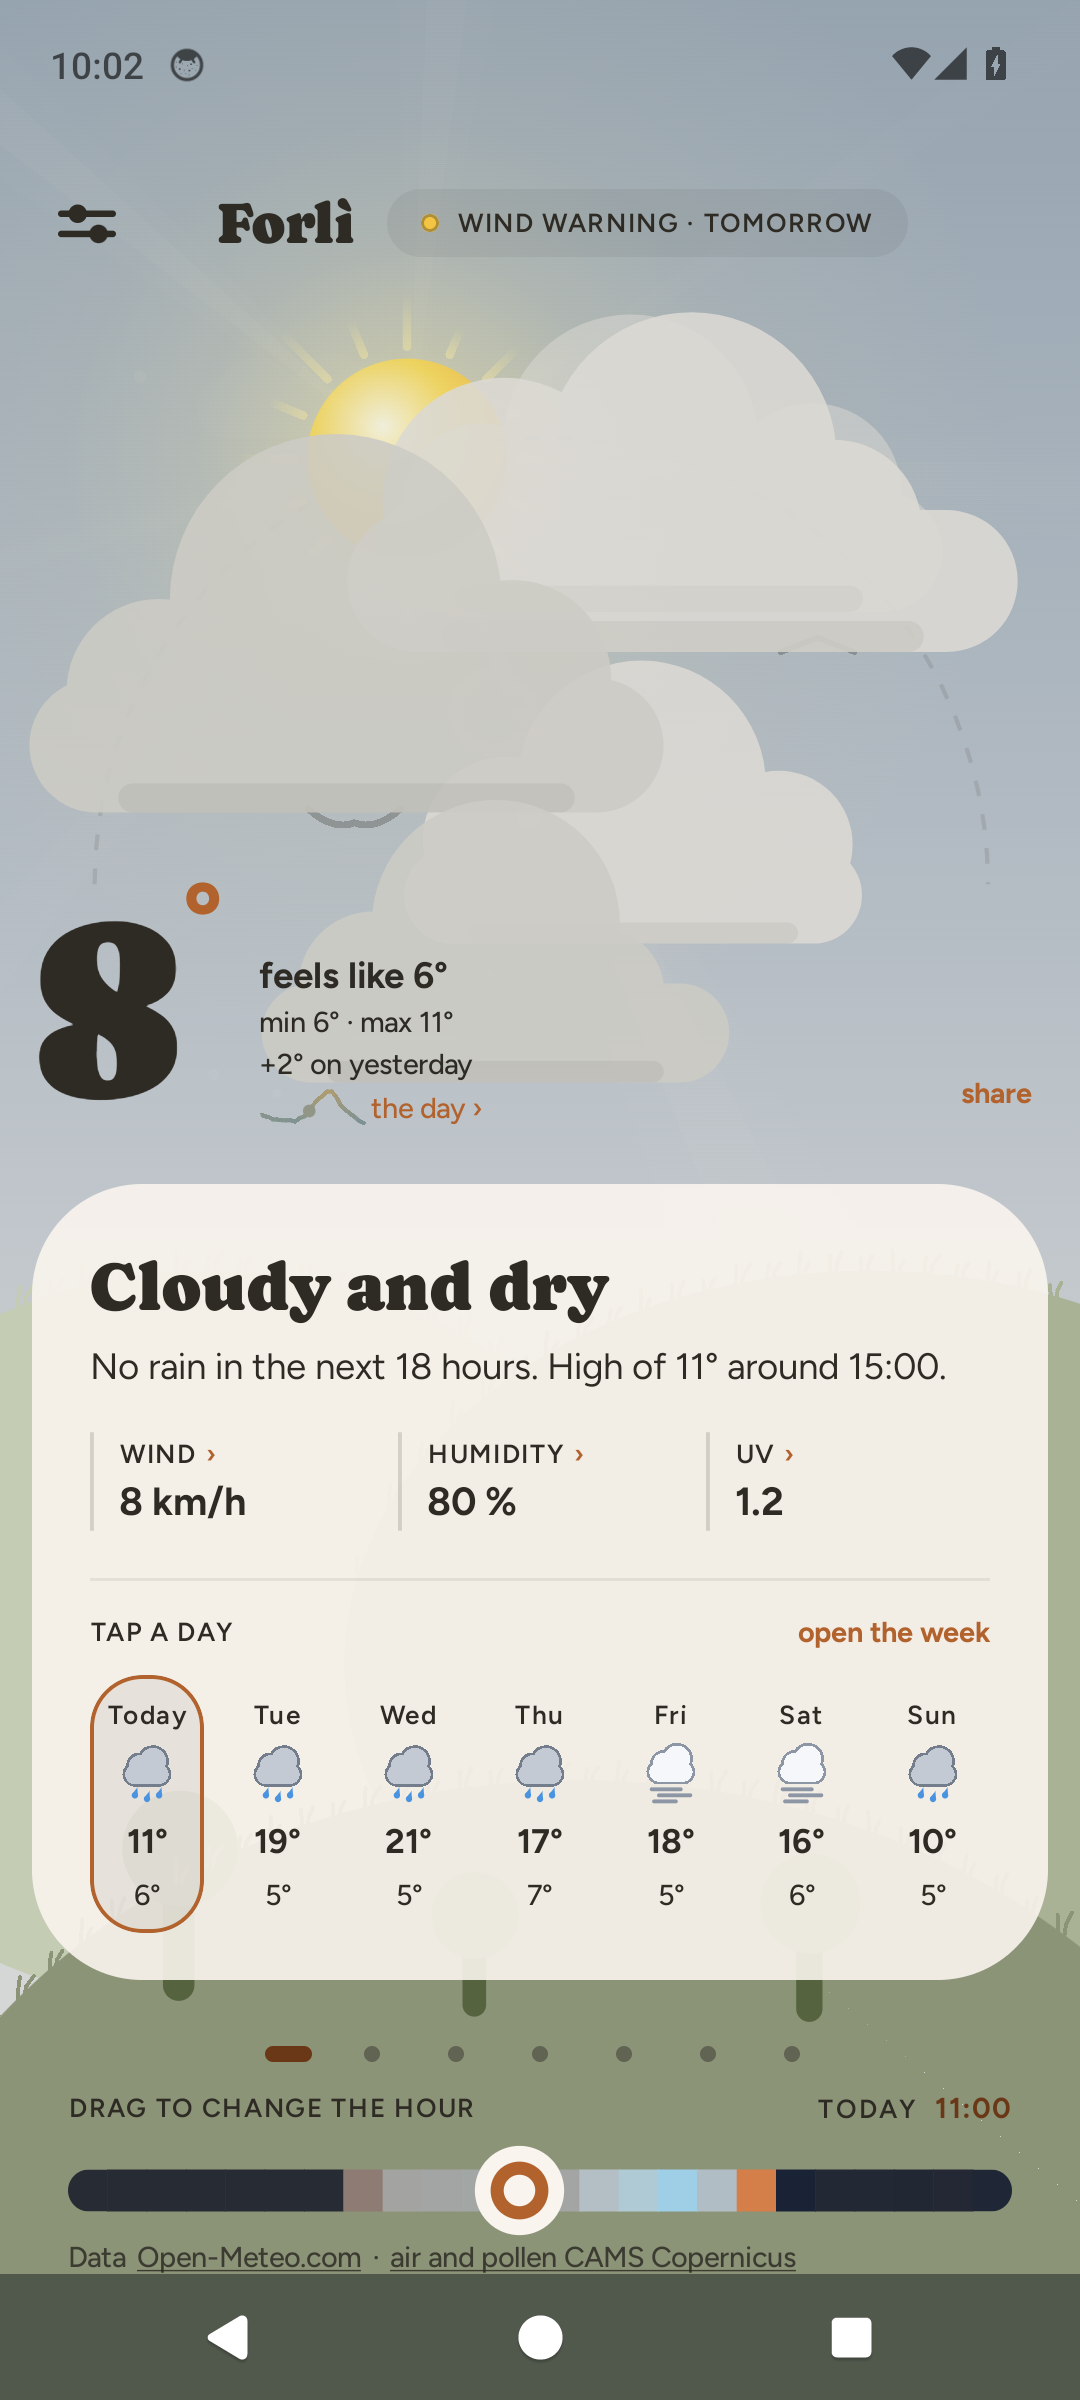 10:02
Forlì
WIND WARNING · TOMORROW
8°
feels like 6°
min 6° · max 11°
+2° on yesterday
the day ›
share
Cloudy and dry
No rain in the next 18 hours. High of 11° around 15:00.
WIND › HUMIDITY › UV ›
8 km/h 80 % 1.2
TAP A DAY open the week
Today Tue Wed Thu Fri Sat Sun
11° 19° 21° 17° 18° 16° 10°
6° 5° 5° 7° 5° 6° 5°
DRAG TO CHANGE THE HOUR TODAY 11:00
Data Open-Meteo.com · air and pollen CAMS Copernicus